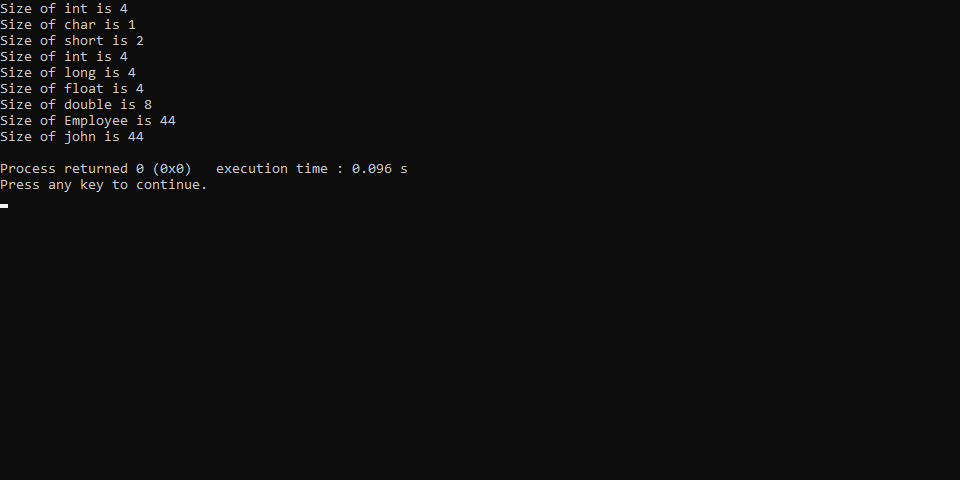 Size of int is 4
Size of char is 1
Size of short is 2
Size of int is 4
Size of long is 4
Size of float is 4
Size of double is 8
Size of Employee is 44
Size of john is 44
Process returned 0 (0x0)   execution time : 0.096 s
Press any key to continue.